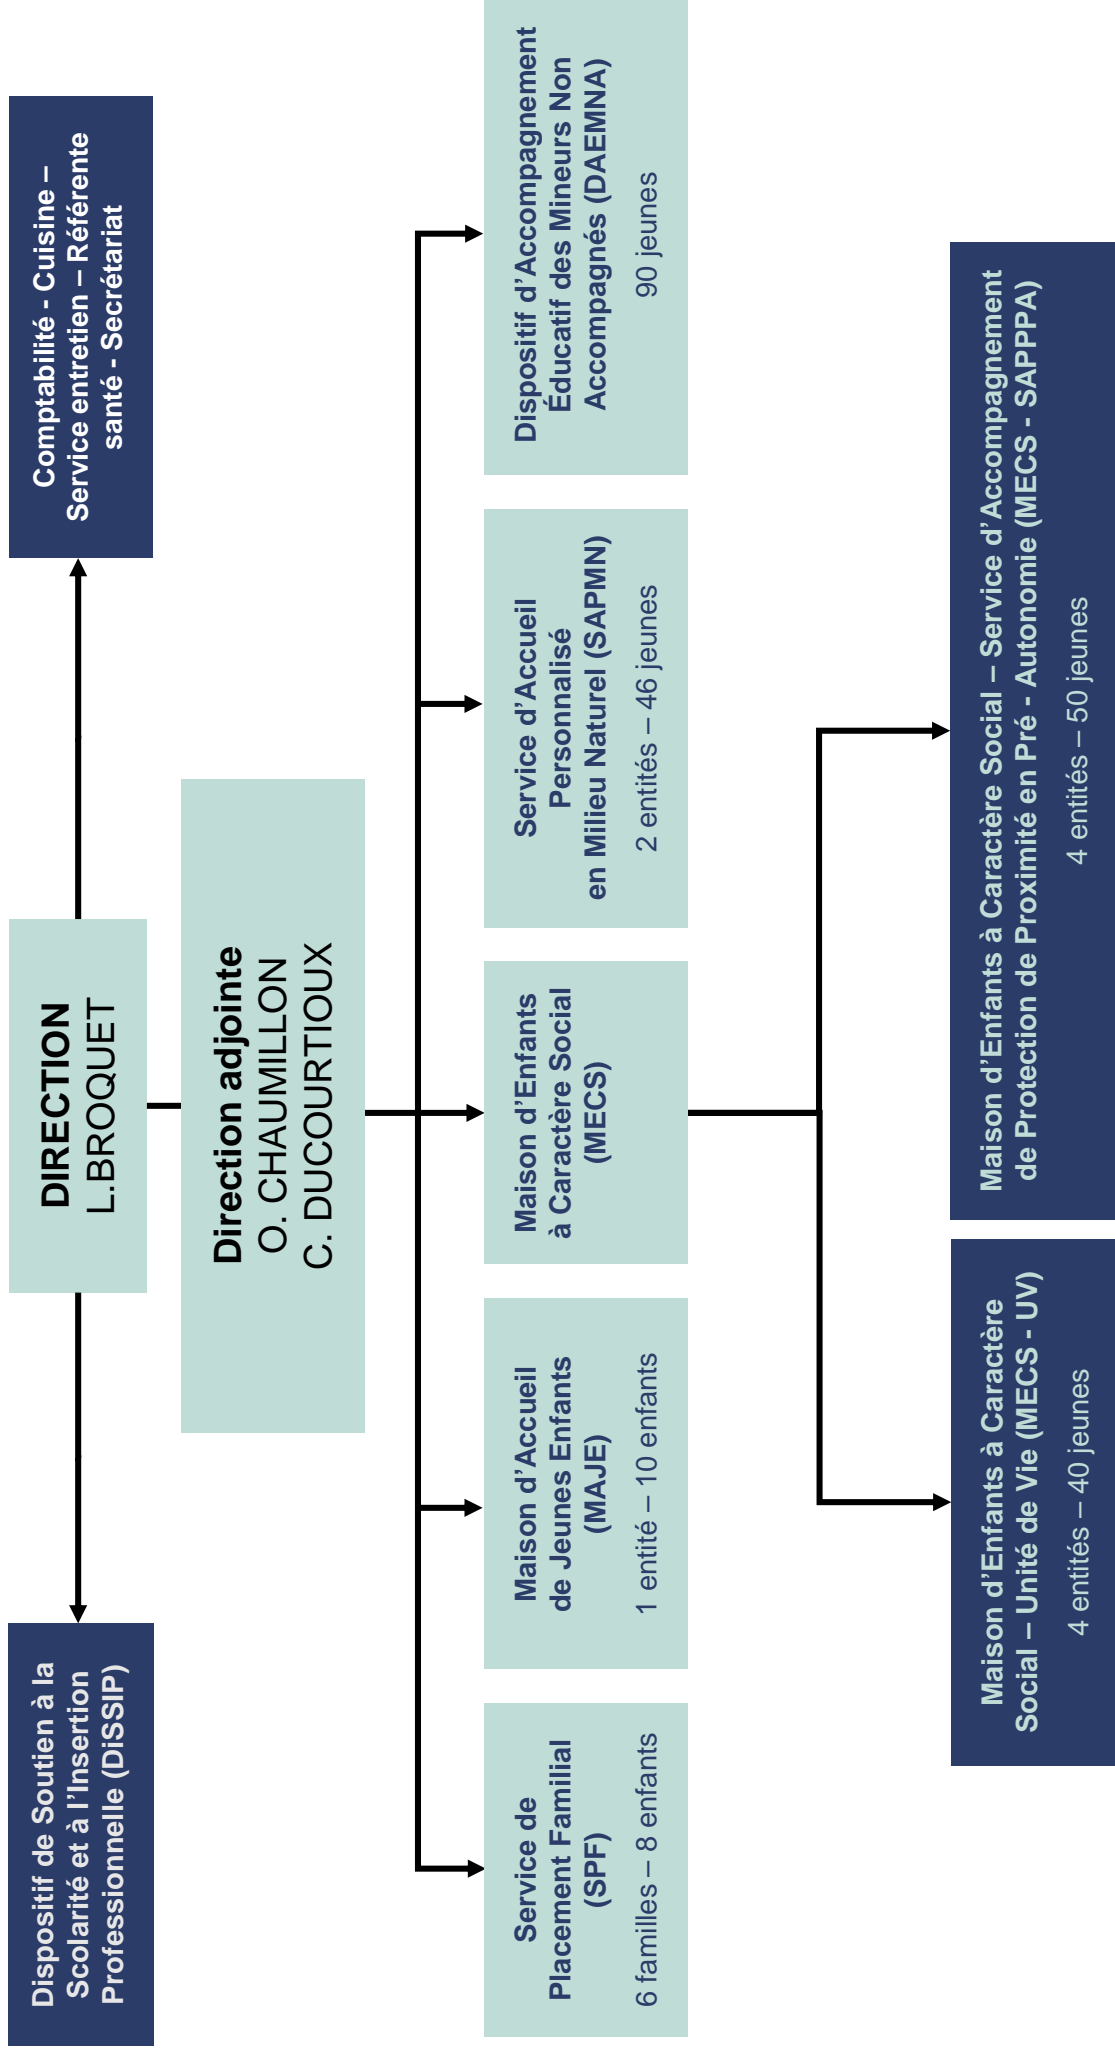 Dispositif de Soutien à la
Scolarité et à l'Insertion
Professionnelle (DiSSIP)
DIRECTION
L.BROQUET
Comptabilité - Cuisine –
Service entretien – Référente
santé - Secrétariat
Direction adjointe
O. CHAUMILLON
C. DUCOURTIOUX
Service de
Placement Familial
(SPF)
6 familles – 8 enfants
Maison d'Accueil
de Jeunes Enfants
(MAJE)
1 entité – 10 enfants
Maison d'Enfants
à Caractère Social
(MECS)
Service d'Accueil
Personnalisé
en Milieu Naturel (SAPMN)
2 entités – 46 jeunes
Dispositif d'Accompagnement
Éducatif des Mineurs Non
Accompagnés (DAEMNA)
90 jeunes
Maison d'Enfants à Caractère
Social – Unité de Vie (MECS - UV)
4 entités – 40 jeunes
Maison d'Enfants à Caractère Social – Service d'Accompagnement
de Protection de Proximité en Pré - Autonomie (MECS - SAPPPA)
4 entités – 50 jeunes